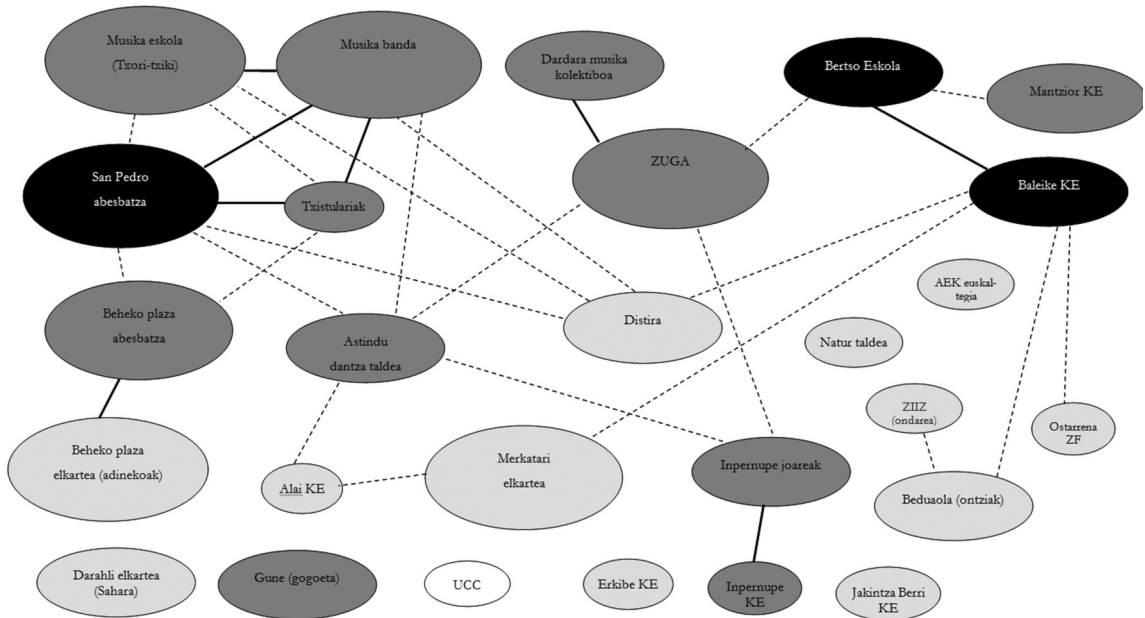 Musika eskola
(Txori-txiki)
Musika banda
Dardara musika
kolektiboa
Bertso Eskola
Mantzior KE
San Pedro
abesbatza
Txistulariak
ZUGA
Baleike KE
AEK euskal-
tegia
Beheko plaza
abesbatza
Astindu
dantza taldea
Distira
Natur taldea
ZIIZ
(ondarea)
Ostarrena
ZF
Beheko plaza
elkartea (adinekoak)
Alai KE
Merkatari
elkartea
Inpernupe joareak
Beduaola (ontziak)
Darahli elkartea
(Sahara)
Gune (gogoeta)
UCC
Erkibe KE
Inpernupe
KE
Jakintza Berri
KE